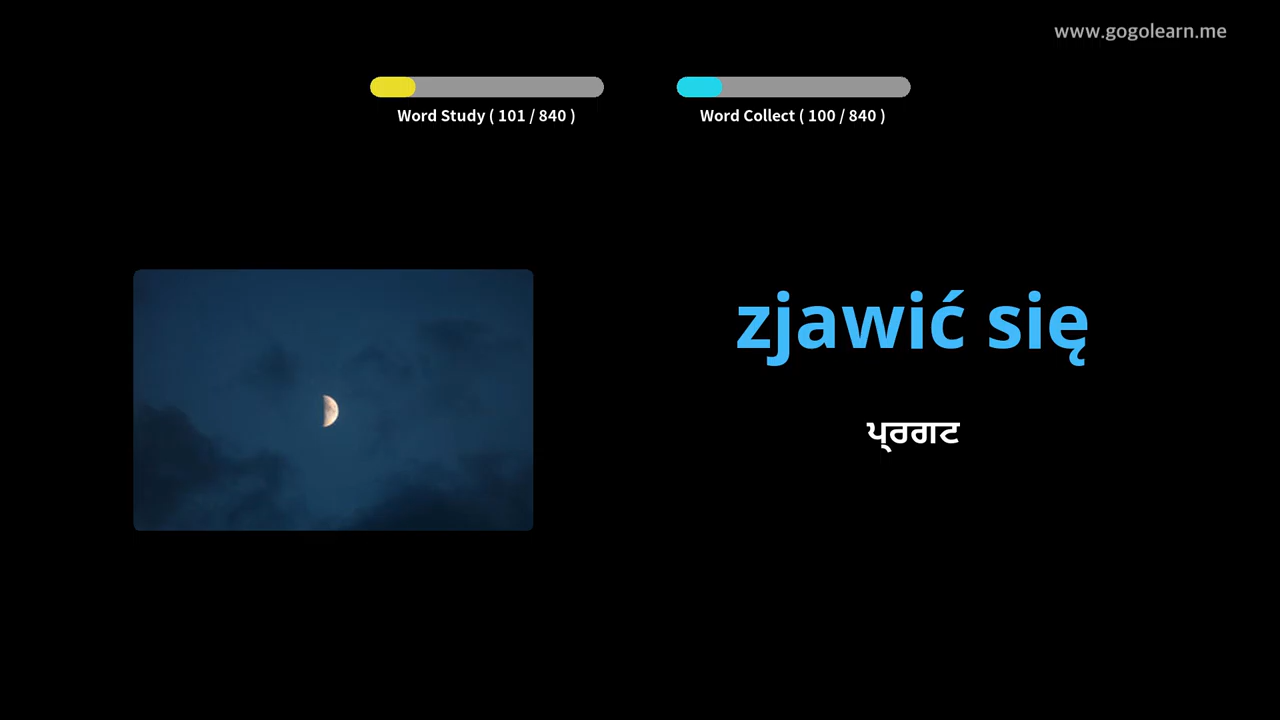 www.gogolearn.me
Word Study ( 101 / 840 )
Word Collect ( 100 / 840 )
zjawić się
ਪ੍ਰਗਟ